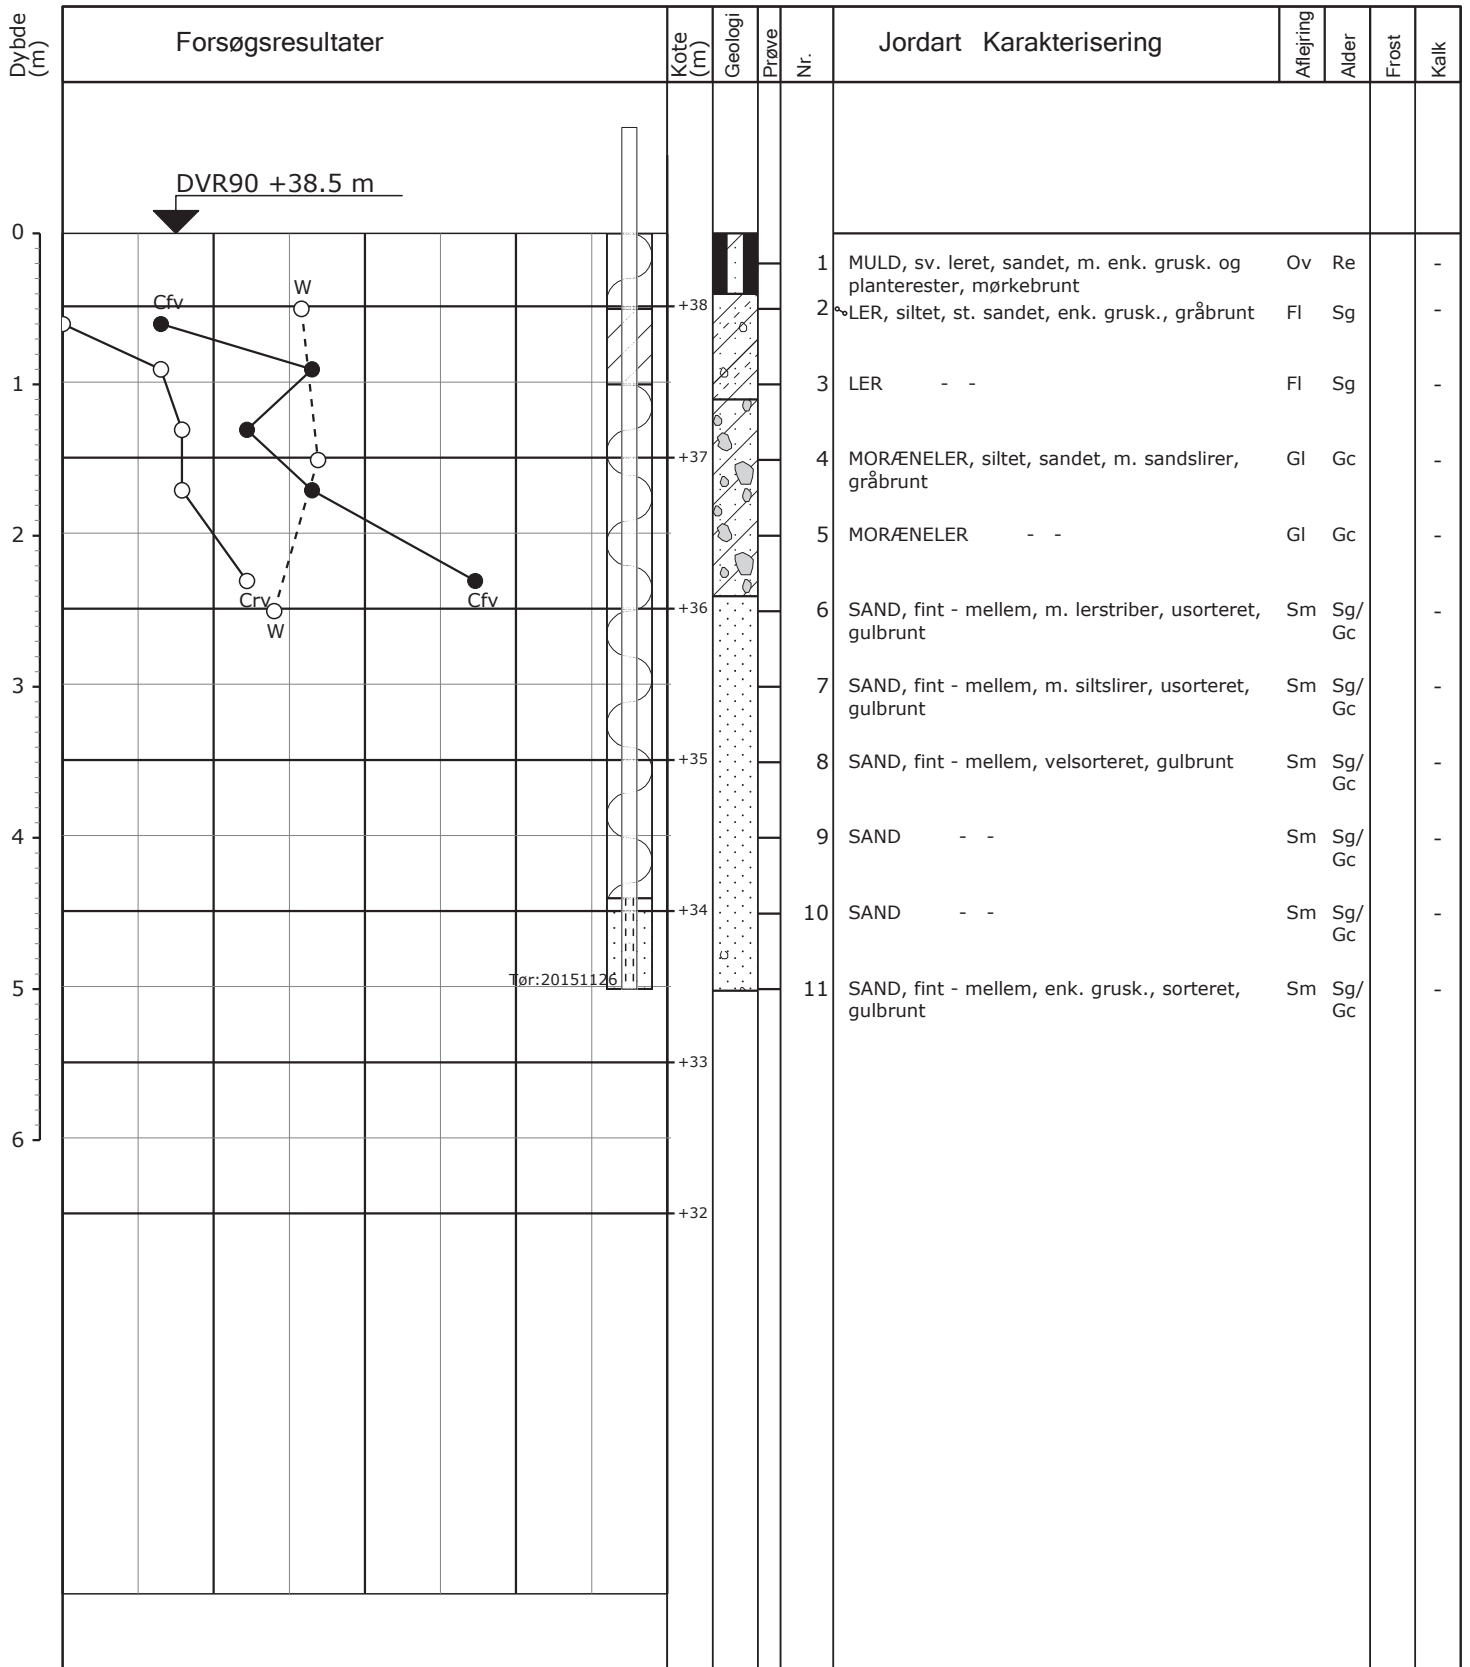 Dybde (m)
Forsøgsresultater
Kote (m)
Geologi
Prøve
Nr.
Jordart Karakterisering
Aflejring
Alder
Frost
Kalk
DVR90 +38.5 m
0
1 MULD, sv. leret, sandet, m. enk. grusk. og Ov Re -
planterester, mørkebrunt
W
Cfv
+38
2 LER, siltet, st. sandet, enk. grusk., gråbrunt Fl Sg -
1
3 LER - - Fl Sg -
+37
4 MORÆNELER, siltet, sandet, m. sandslirer, Gl Gc -
gråbrunt
2
5 MORÆNELER - - Gl Gc -
Crv
Cfv
W
+36
6 SAND, fint - mellem, m. lerstriber, usorteret, Sm Sg/ -
gulbrunt Gc
3
7 SAND, fint - mellem, m. siltslirer, usorteret, Sm Sg/ -
gulbrunt Gc
+35
8 SAND, fint - mellem, velsorteret, gulbrunt Sm Sg/ -
Gc
4
9 SAND - - Sm Sg/ -
Gc
+34
10 SAND - - Sm Sg/ -
Gc
Tør:20151126
5
11 SAND, fint - mellem, enk. grusk., sorteret, Sm Sg/ -
gulbrunt Gc
+33
6
+32